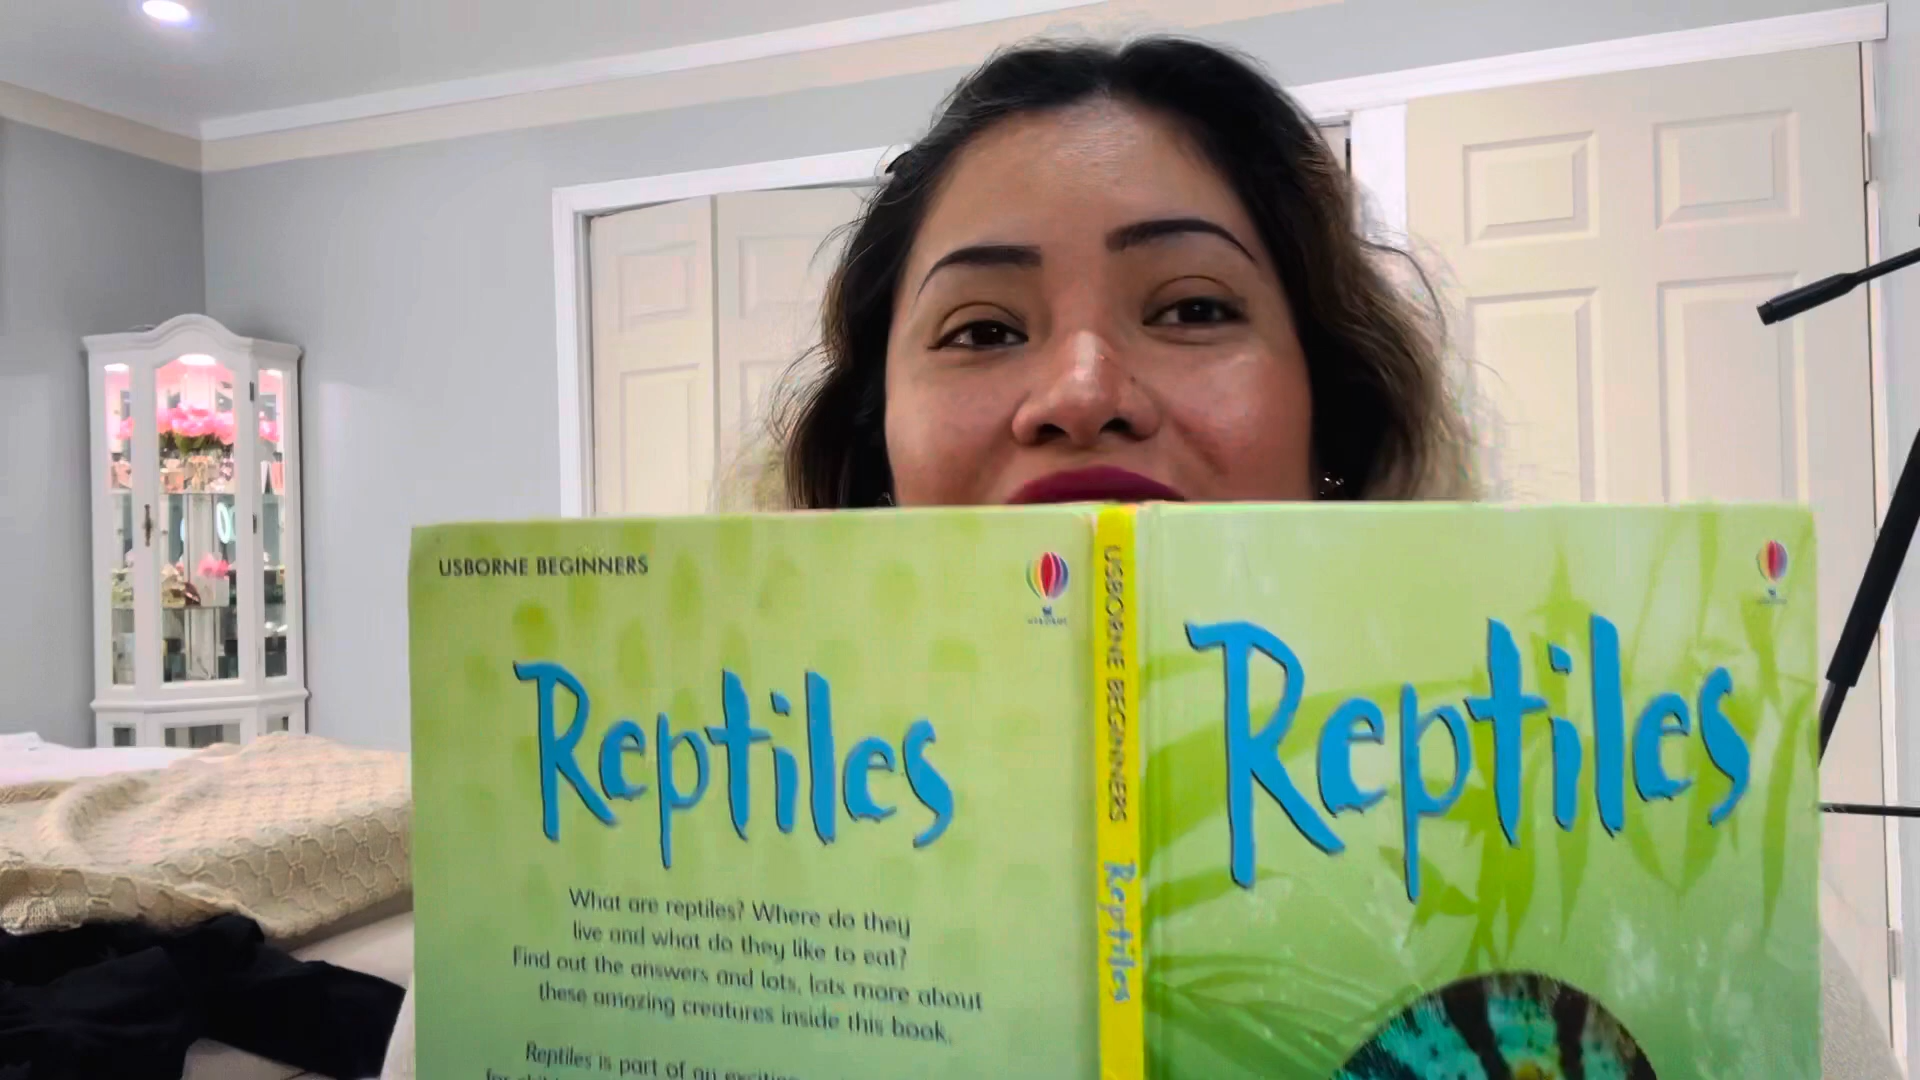 USBORNE BEGINNERS
Reptiles
What are reptiles? Where do they
live and what do they like to eat?
Find out the answers and lots, lots more about
these amazing creatures inside this book.
Reptiles is part of an
USBORNE BEGINNERS Reptiles
Reptiles